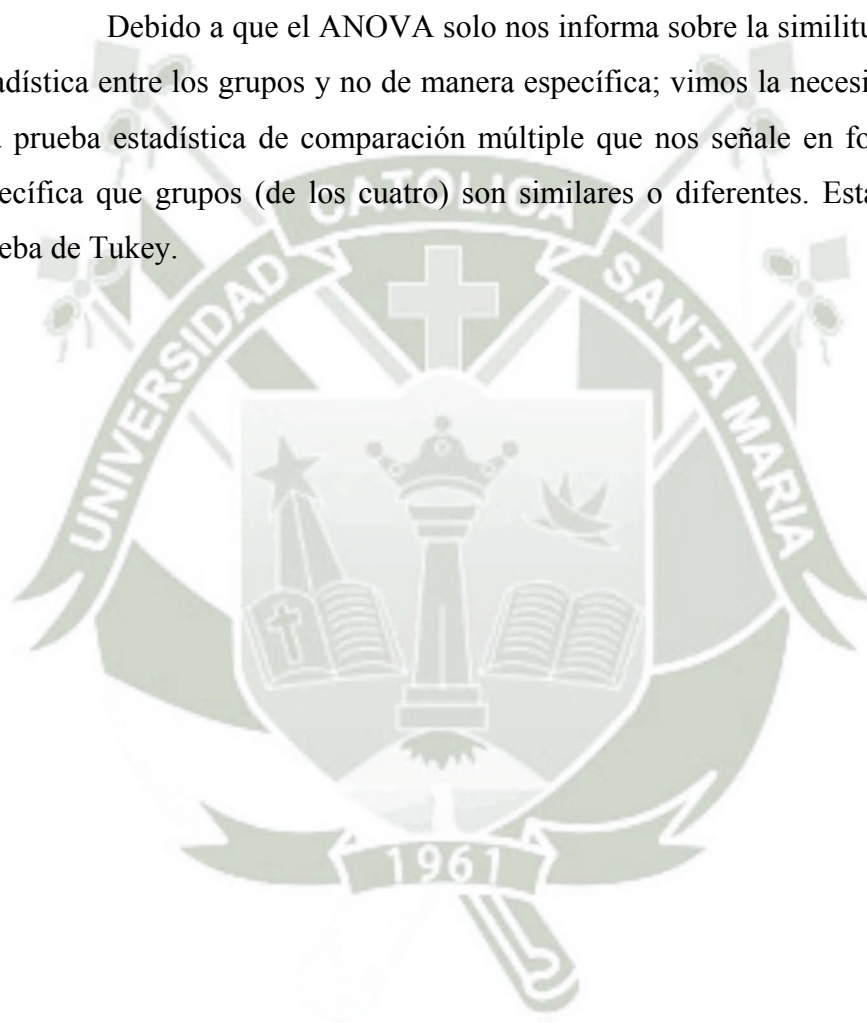 Debido a que el ANOVA solo nos informa sobre la similitu
adística entre los grupos y no de manera específica; vimos la necesi
prueba estadística de comparación múltiple que nos señale en fo
ecífica que grupos (de los cuatro) son similares o diferentes. Esta
eba de Tukey.
UNIVERSIDAD CATOLICA SANTA MARIA
1961